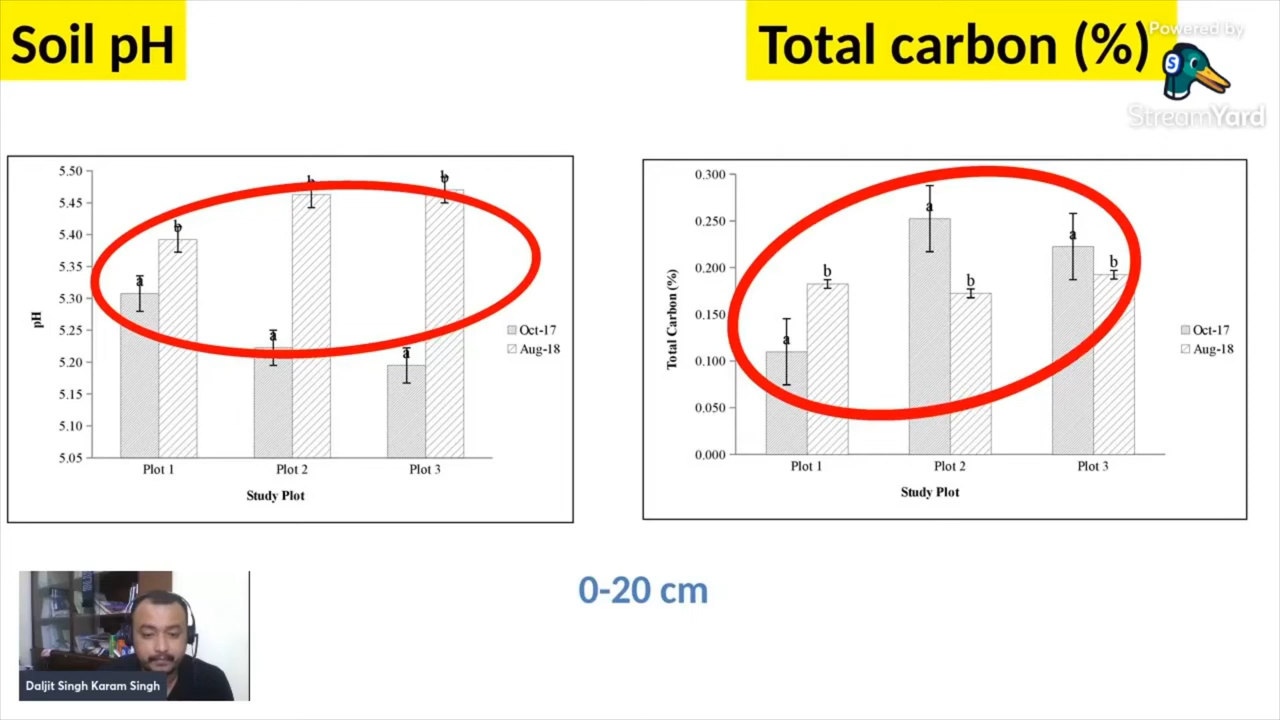 Soil pH
Total carbon (%)
Powered by
S
StreamYard
5.50
5.45
5.40
5.35
5.30
5.25
5.20
5.15
5.10
5.05
pH
b
b
b
a
a
a
Plot 1
Plot 2
Plot 3
Study Plot
Oct-17
Aug-18
0.300
0.250
0.200
0.150
0.100
0.050
0.000
Total Carbon (%)
a
b
a
b
a
b
Plot 1
Plot 2
Plot 3
Study Plot
Oct-17
Aug-18
0-20 cm
Daljit Singh Karam Singh